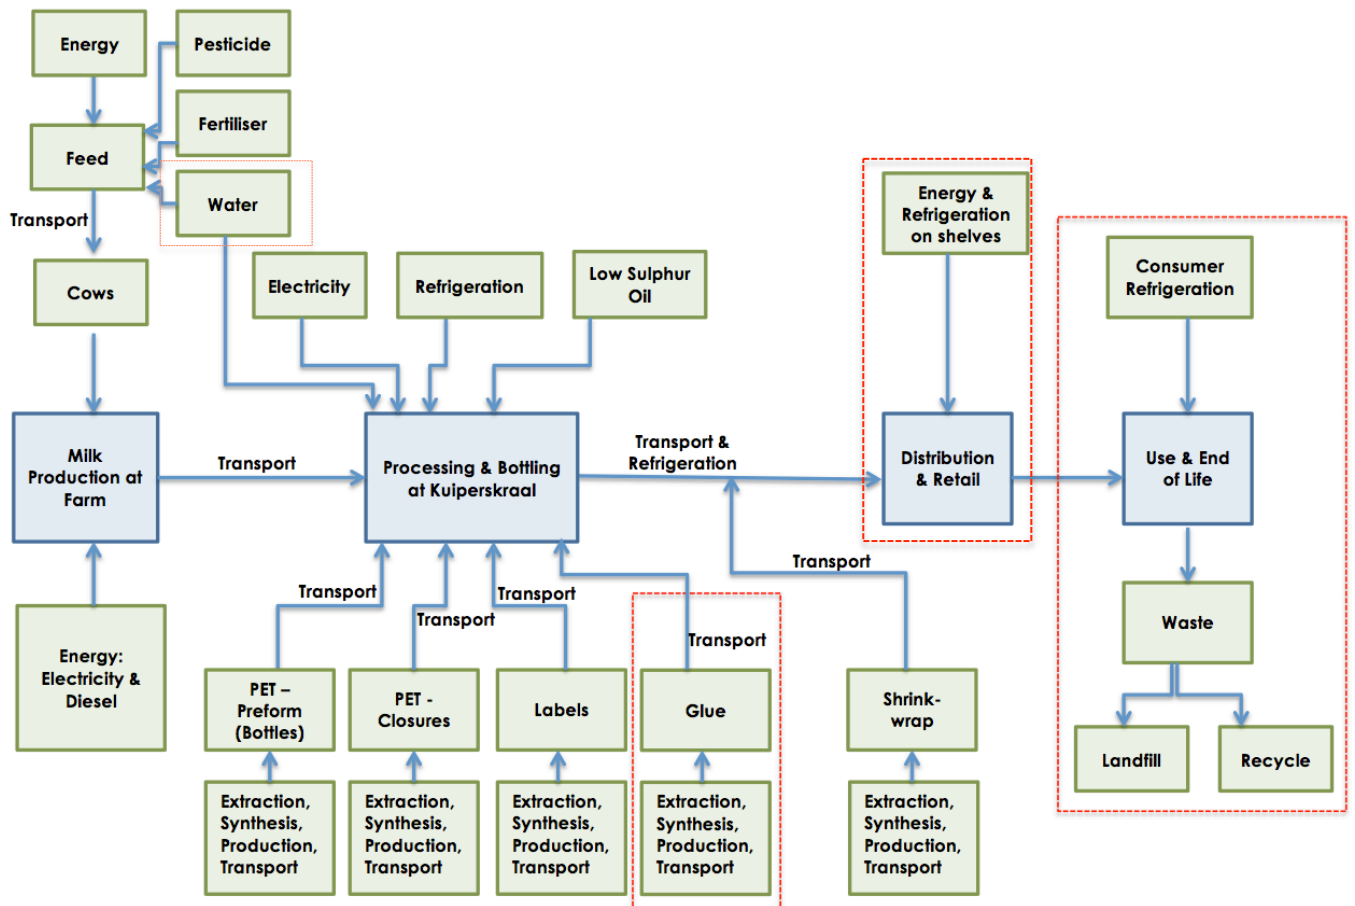 Energy
Pesticide
Fertiliser
Feed
Water
Transport
Cows
Electricity
Refrigeration
Low Sulphur
Oil
Energy &
Refrigeration
on shelves
Consumer
Refrigeration
Milk
Production at
Farm
Transport
Processing & Bottling
at Kuiperskraal
Transport &
Refrigeration
Distribution
& Retail
Use & End
of Life
Transport
Transport
Transport
Transport
Transport
Energy:
Electricity &
Diesel
PET –
Preform
(Bottles)
PET -
Closures
Labels
Glue
Shrink-
wrap
Waste
Landfill
Recycle
Extraction,
Synthesis,
Production,
Transport
Extraction,
Synthesis,
Production,
Transport
Extraction,
Synthesis,
Production,
Transport
Extraction,
Synthesis,
Production,
Transport
Extraction,
Synthesis,
Production,
Transport